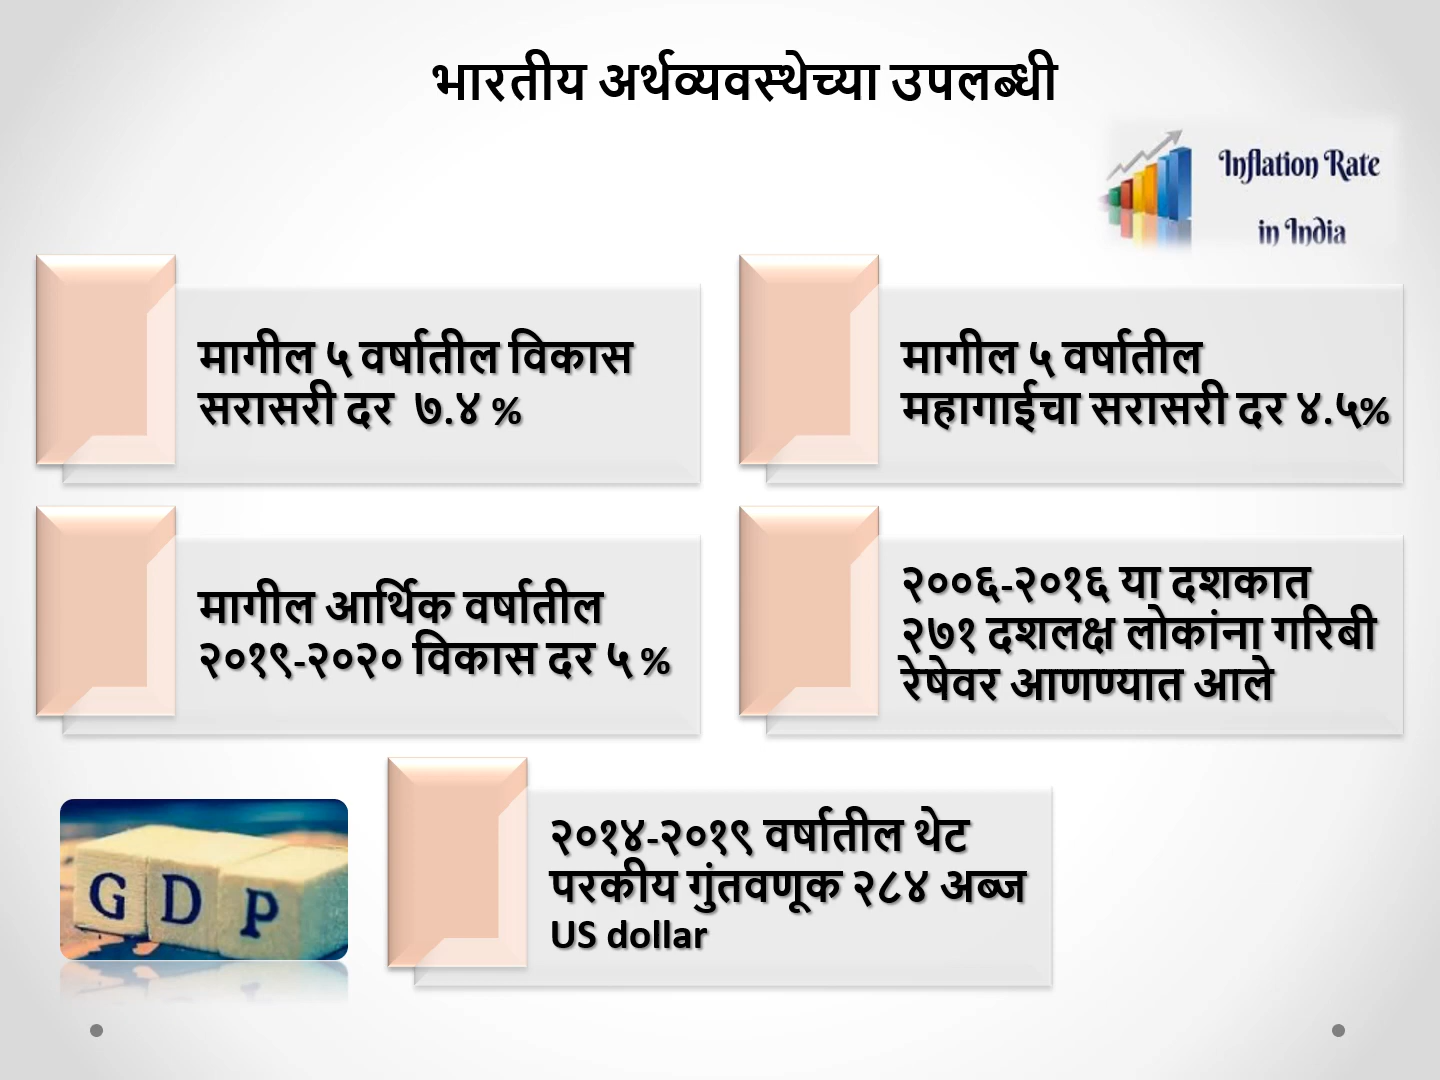 भारतीय अर्थव्यवस्थेच्या उपलब्धी
Inflation Rate
in India
मागील ५ वर्षातील विकास
सरासरी दर ७.४ %
मागील ५ वर्षातील
महागाईचा सरासरी दर ४.५%
मागील आर्थिक वर्षातील
२०१९-२०२० विकास दर ५ %
२००६-२०१६ या दशकात
२७१ दशलक्ष लोकांना गरिबी
रेषेवर आणण्यात आले
GDP
२०१४-२०१९ वर्षातील थेट
परकीय गुंतवणूक २८४ अब्ज
US dollar